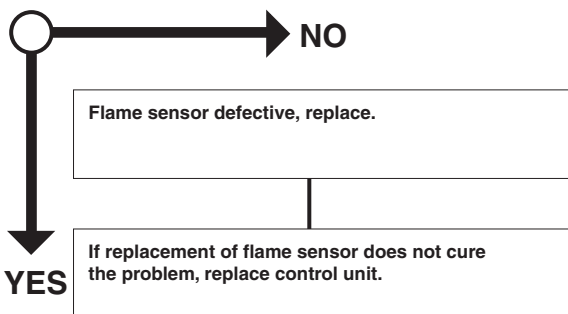 NO
Flame sensor defective, replace.
If replacement of flame sensor does not cure
the problem, replace control unit.
YES